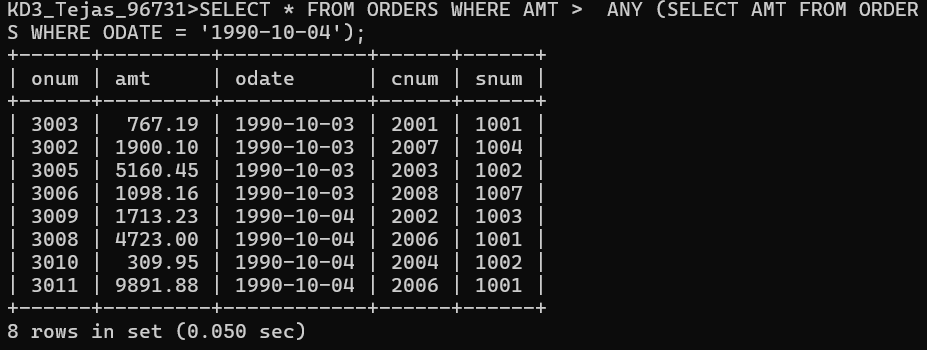 KD3_Tejas_96731>SELECT * FROM ORDERS WHERE AMT >  ANY (SELECT AMT FROM ORDER
S WHERE ODATE = '1990-10-04');
+------+---------+------------+------+------+
| onum | amt     | odate      | cnum | snum |
+------+---------+------------+------+------+
| 3003 |  767.19 | 1990-10-03 | 2001 | 1001 |
| 3002 | 1900.10 | 1990-10-03 | 2007 | 1004 |
| 3005 | 5160.45 | 1990-10-03 | 2003 | 1002 |
| 3006 | 1098.16 | 1990-10-03 | 2008 | 1007 |
| 3009 | 1713.23 | 1990-10-04 | 2002 | 1003 |
| 3008 | 4723.00 | 1990-10-04 | 2006 | 1001 |
| 3010 |  309.95 | 1990-10-04 | 2004 | 1002 |
| 3011 | 9891.88 | 1990-10-04 | 2006 | 1001 |
+------+---------+------------+------+------+
8 rows in set (0.050 sec)